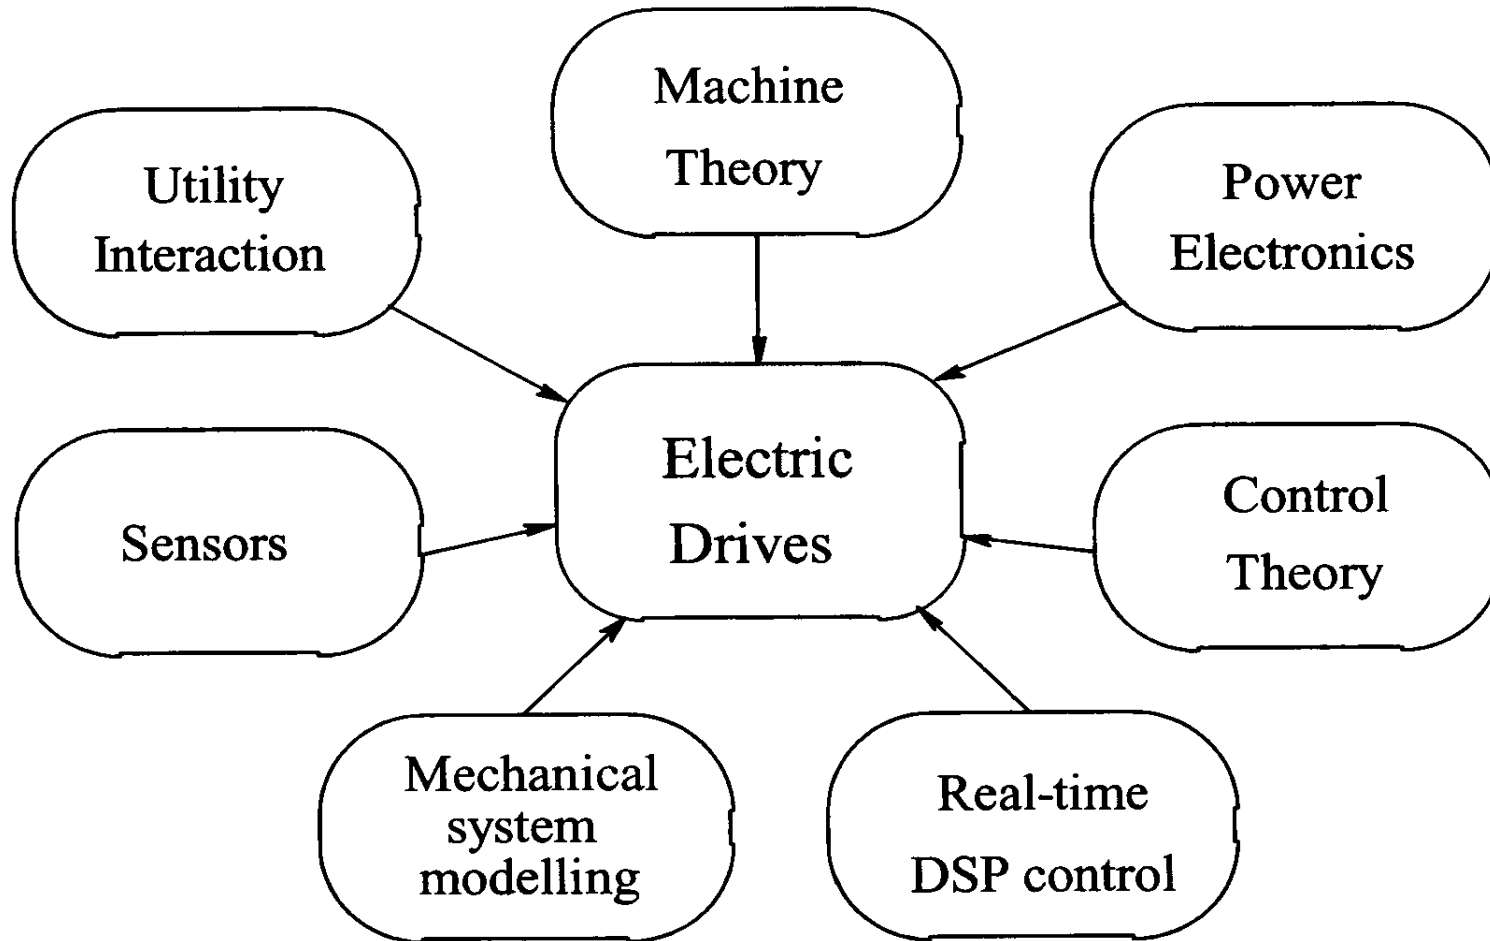 Machine
Theory
Utility
Interaction
Power
Electronics
Electric
Drives
Sensors
Control
Theory
Mechanical
system
modelling
Real-time
DSP control